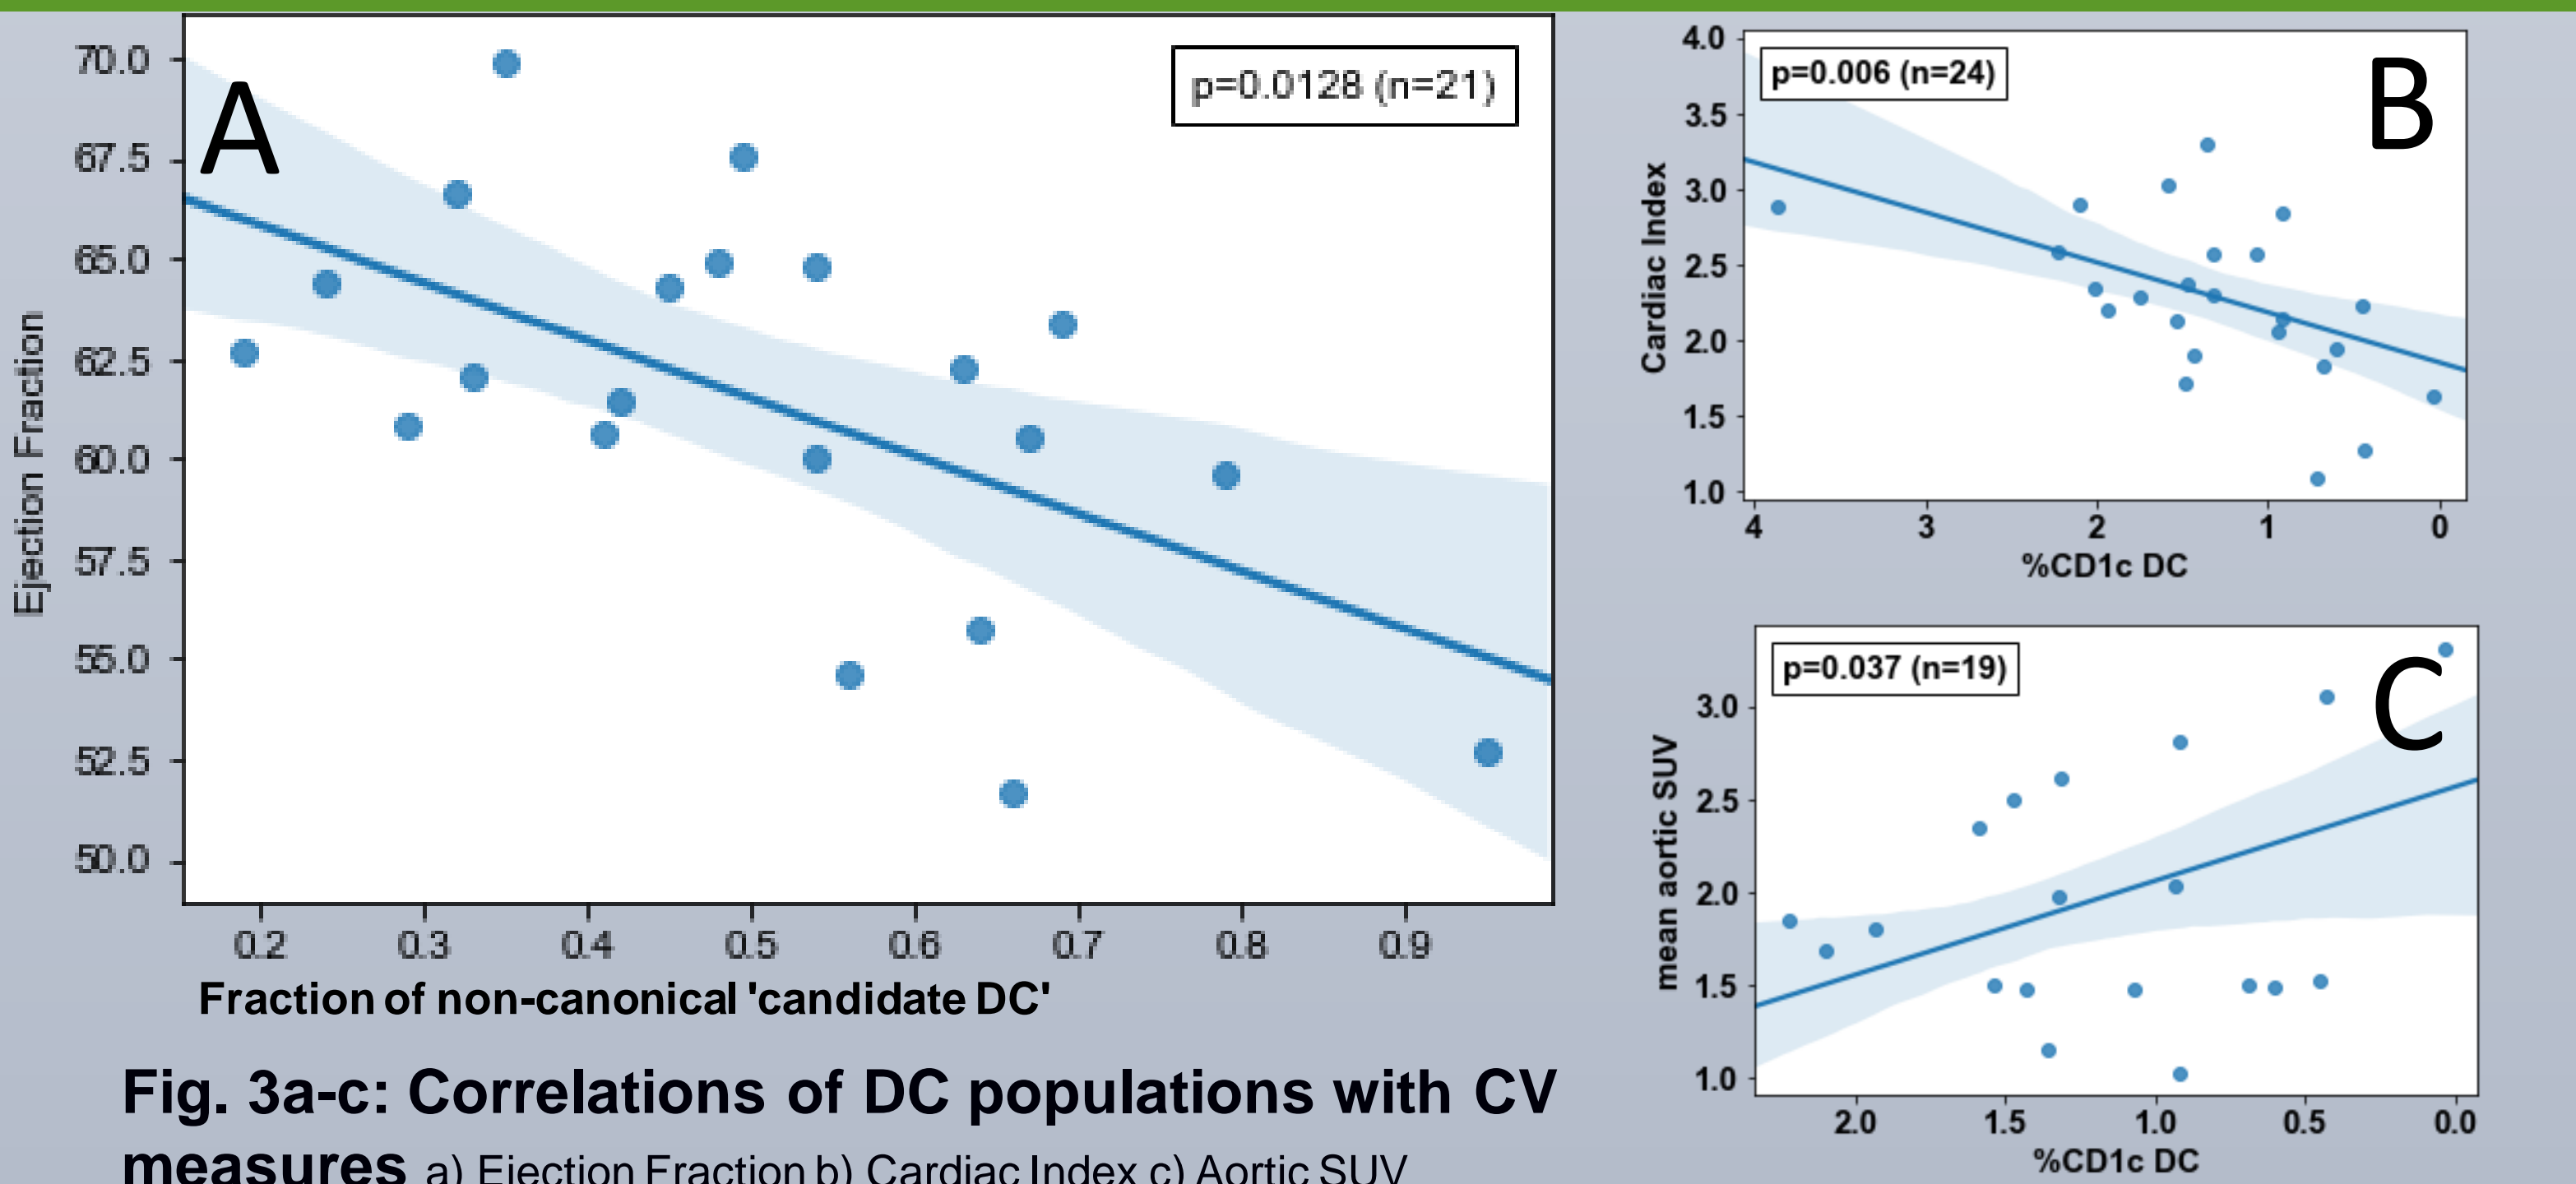 70.0
67.5
65.0
62.5
60.0
57.5
55.0
52.5
50.0
Ejection Fraction
A
p=0.0128 (n=21)
0.2 0.3 0.4 0.5 0.6 0.7 0.8 0.9
Fraction of non-canonical 'candidate DC'
4.0
3.5
3.0
2.5
2.0
1.5
1.0
Cardiac Index
p=0.006 (n=24)
B
4 3 2 1 0
%CD1c DC
3.0
2.5
2.0
1.5
1.0
mean aortic SUV
p=0.037 (n=19)
C
2.0 1.5 1.0 0.5 0.0
%CD1c DC
Fig. 3a-c: Correlations of DC populations with CV
measures a) Ejection Fraction b) Cardiac Index c) Aortic SUV